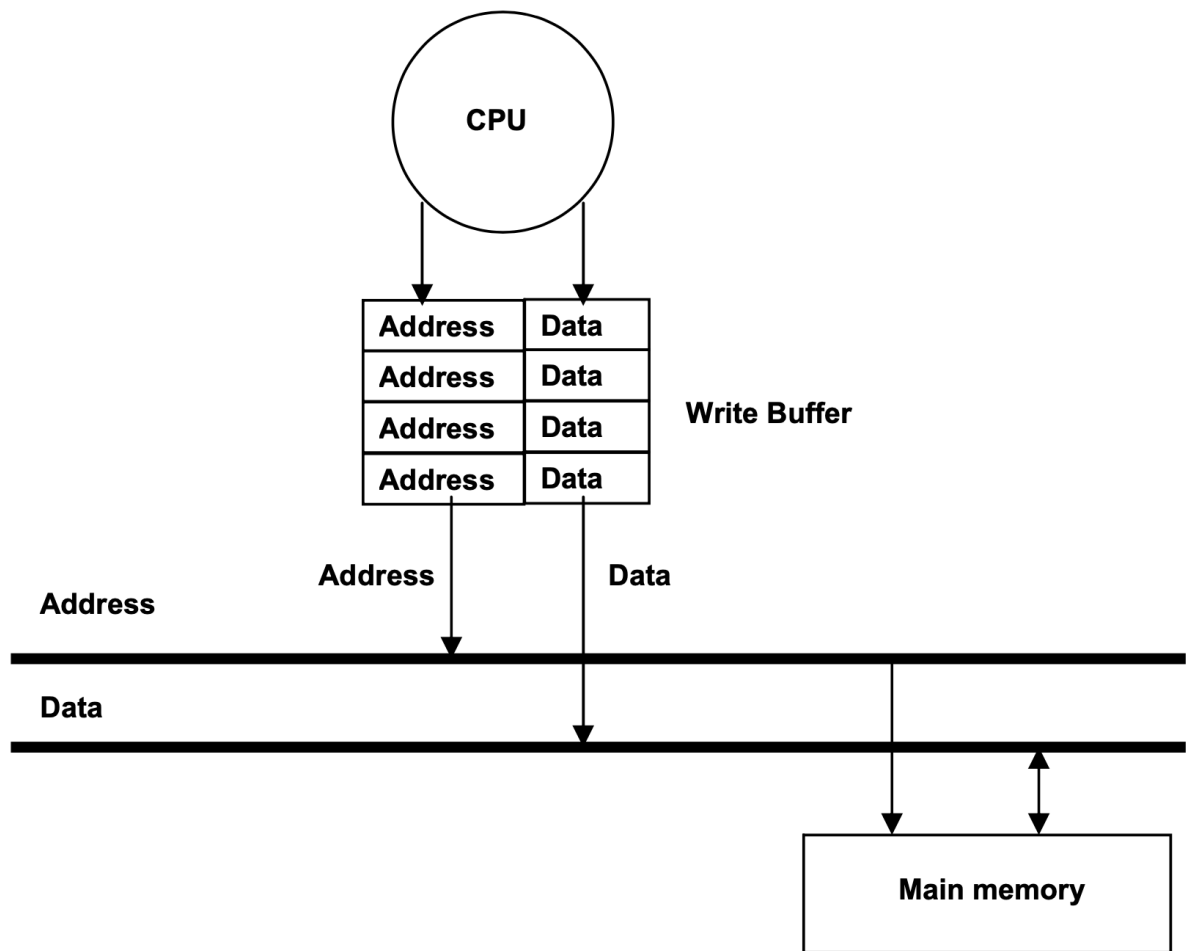 CPU
Address Data
Address Data
Address Data
Write Buffer
Address Data
Address Data
Address
Data
Main memory